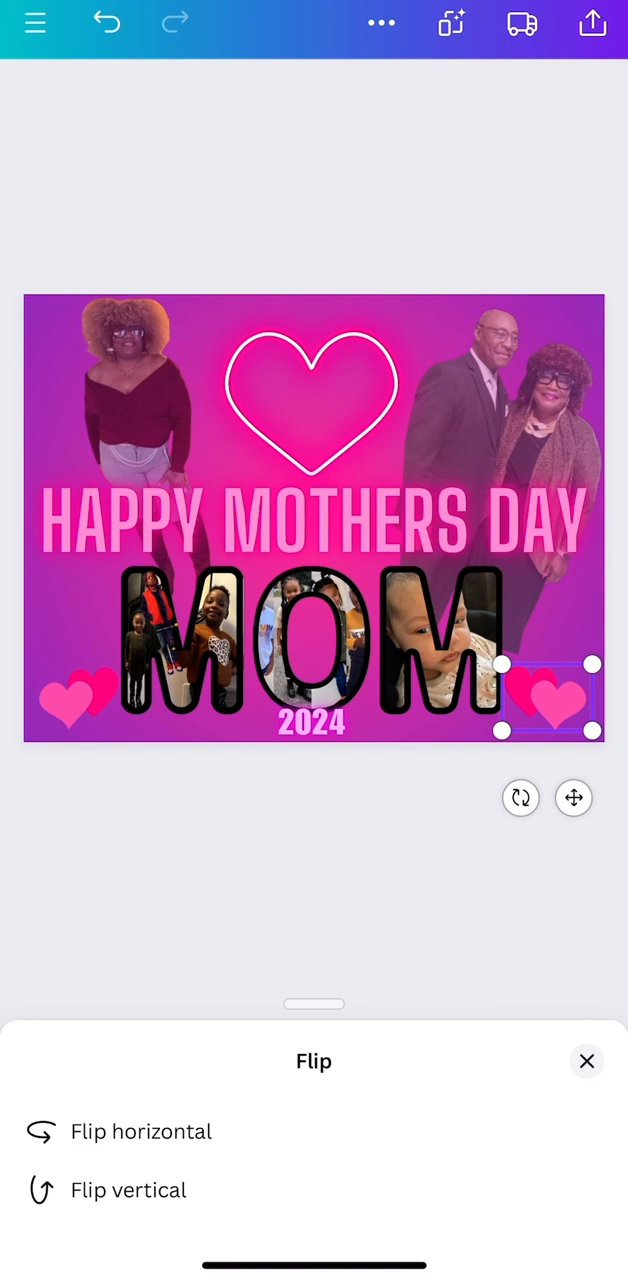 HAPPY MOTHERS DAY
MOM
2024
Flip
Flip horizontal
Flip vertical